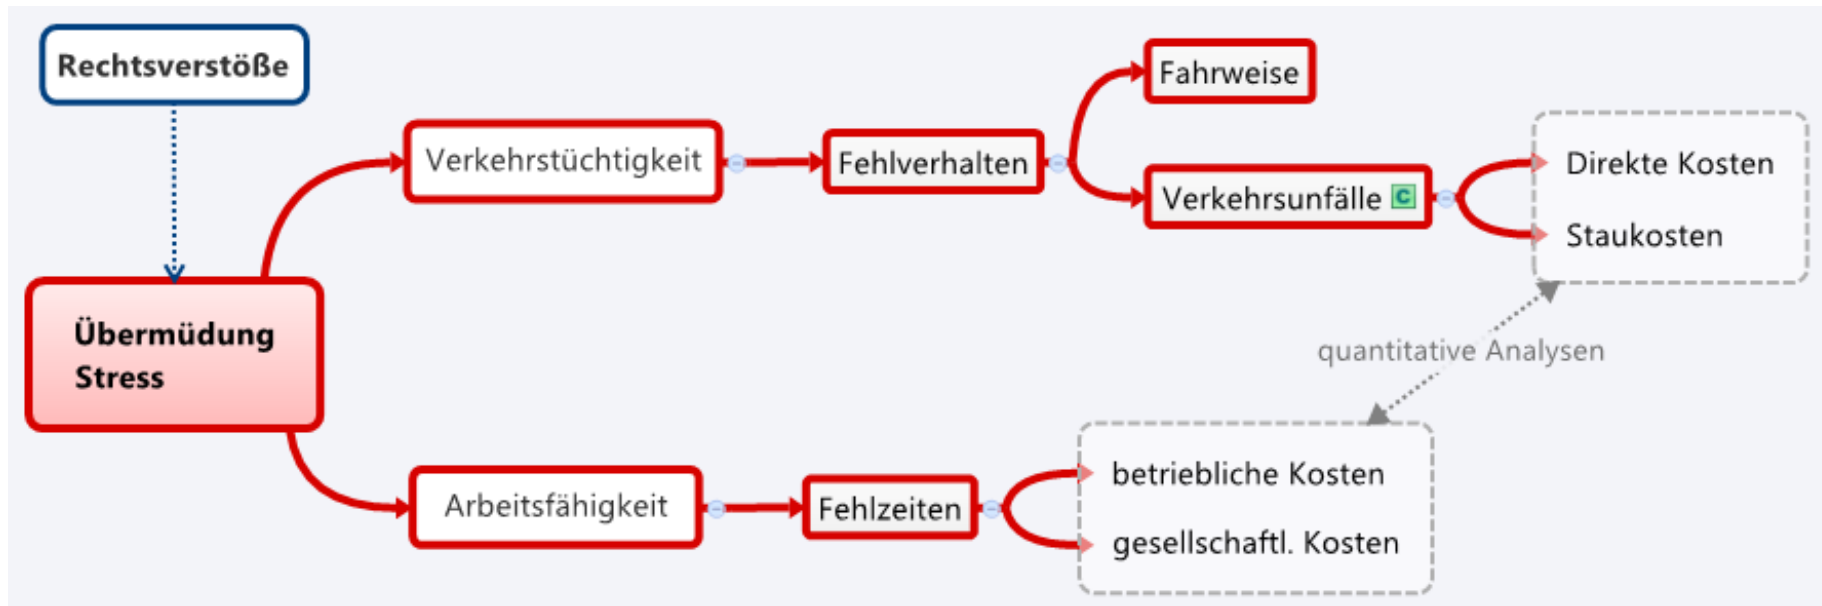 Rechtsverstöße
Übermüdung
Stress
Verkehrstüchtigkeit
Fehlverhalten
Fahrweise
Verkehrsunfälle C
Direkte Kosten
Staukosten
quantitative Analysen
Arbeitsfähigkeit
Fehlzeiten
betriebliche Kosten
gesellschaftl. Kosten